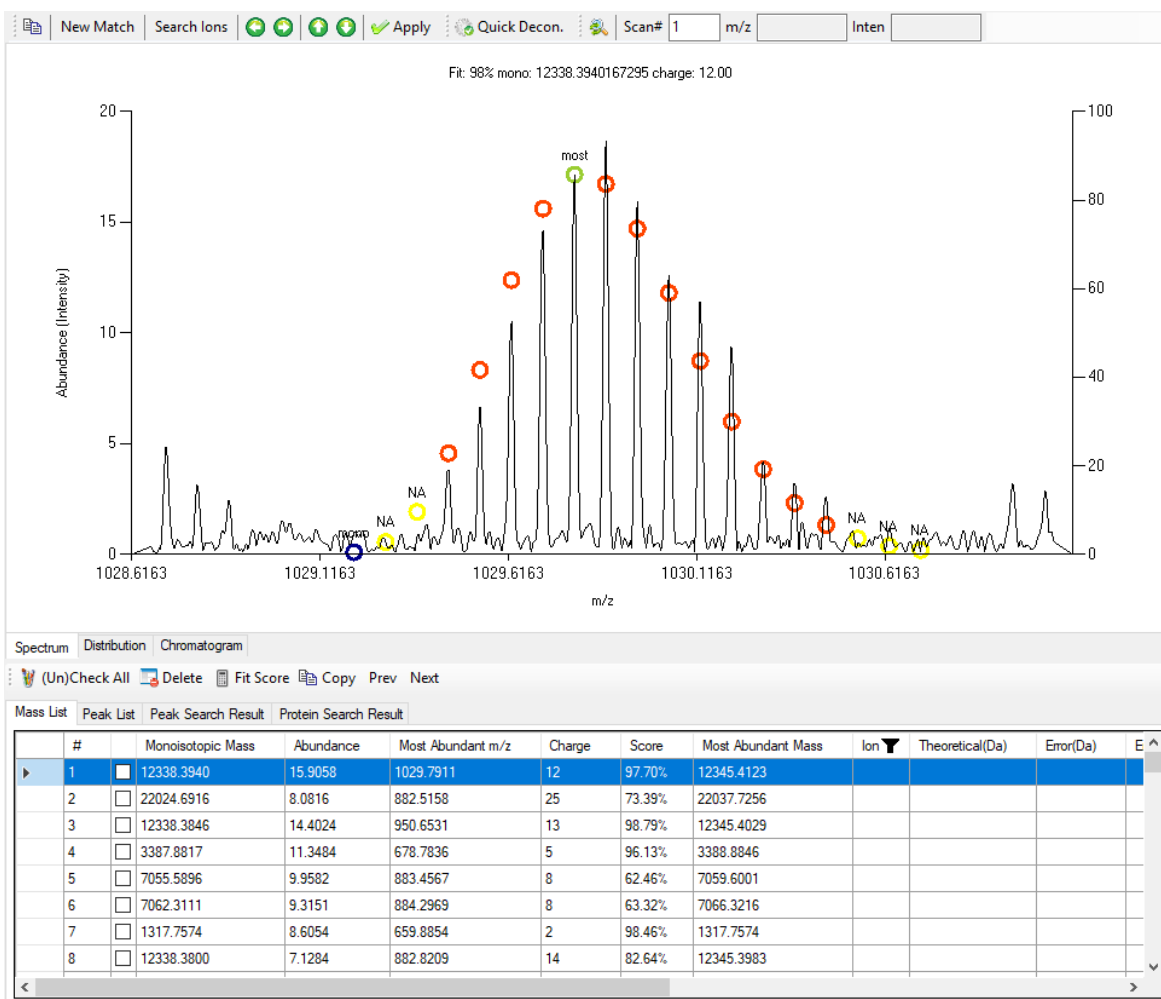 New Match Search Ions Apply Quick Decon. Scan# 1 m/z Inten
Fit: 98% mono: 12338.3940167295 charge: 12.00
20 100
most
80
15
Abundance (Intensity)
60
10
40
5
20
NA
NA
mono
NA
NA
NA
0 0
1028.6163 1029.1163 1029.6163 1030.1163 1030.6163
m/z
Spectrum Distribution Chromatogram
(Un)Check All Delete Fit Score Copy Prev Next
Mass List Peak List Peak Search Result Protein Search Result
# Monoisotopic Mass Abundance Most Abundant m/z Charge Score Most Abundant Mass Ion Theoretical(Da) Error(Da) E
1 12338.3940 15.9058 1029.7911 12 97.70% 12345.4123
2 22024.6916 8.0816 882.5158 25 73.39% 22037.7256
3 12338.3846 14.4024 950.6531 13 98.79% 12345.4029
4 3387.8817 11.3484 678.7836 5 96.13% 3388.8846
5 7055.5896 9.9582 883.4567 8 62.46% 7059.6001
6 7062.3111 9.3151 884.2969 8 63.32% 7066.3216
7 1317.7574 8.6054 659.8854 2 98.46% 1317.7574
8 12338.3800 7.1284 882.8209 14 82.64% 12345.3983